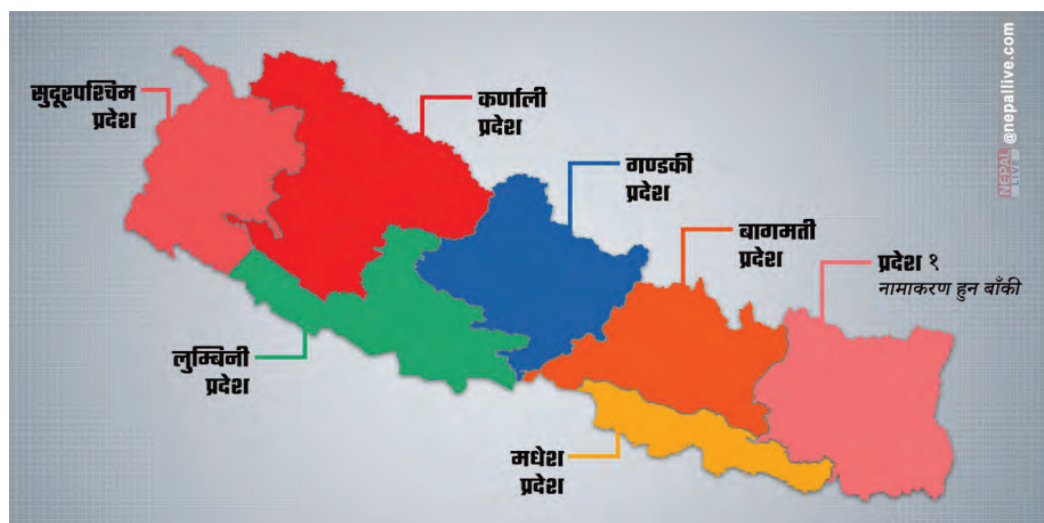 सुदूरपश्चिम
प्रदेश
कर्णाली
प्रदेश
गण्डकी
प्रदेश
बागमती
प्रदेश
प्रदेश १
नामाकरण हुन बाँकी
लुम्बिनी
प्रदेश
मधेश
प्रदेश
NEPAL
LIVE
@nepallive.com